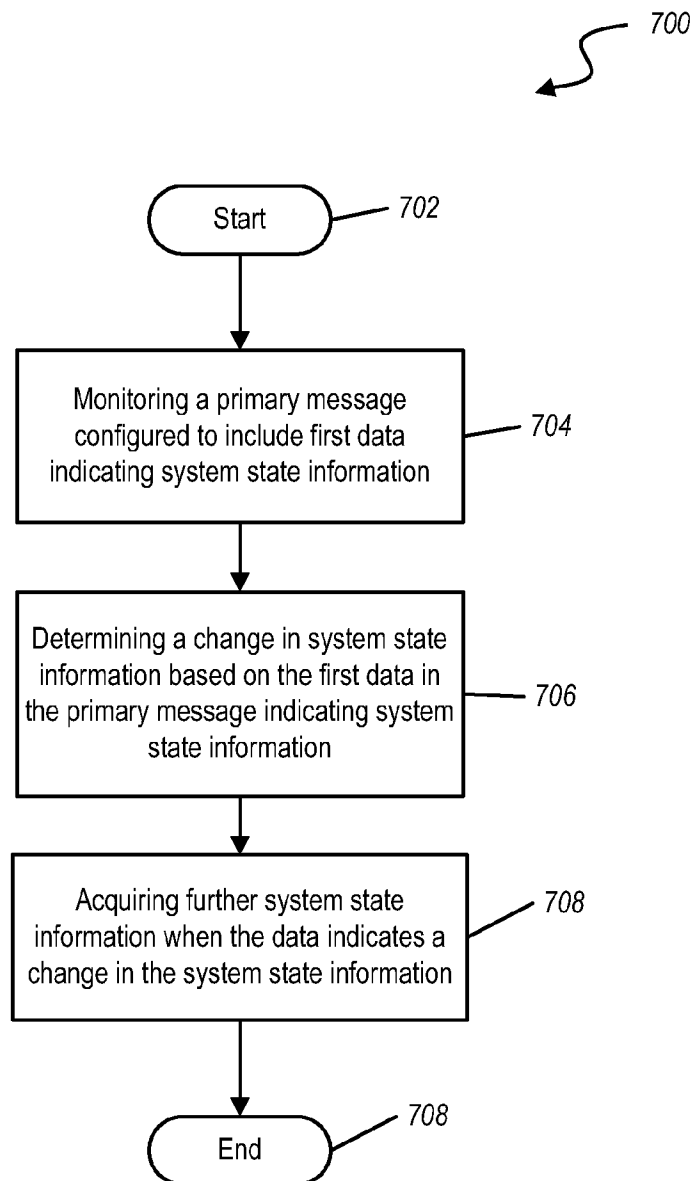 700
Start
702
Monitoring a primary message
configured to include first data
indicating system state information
704
Determining a change in system state
information based on the first data in
the primary message indicating system
state information
706
Acquiring further system state
information when the data indicates a
change in the system state information
708
End
708